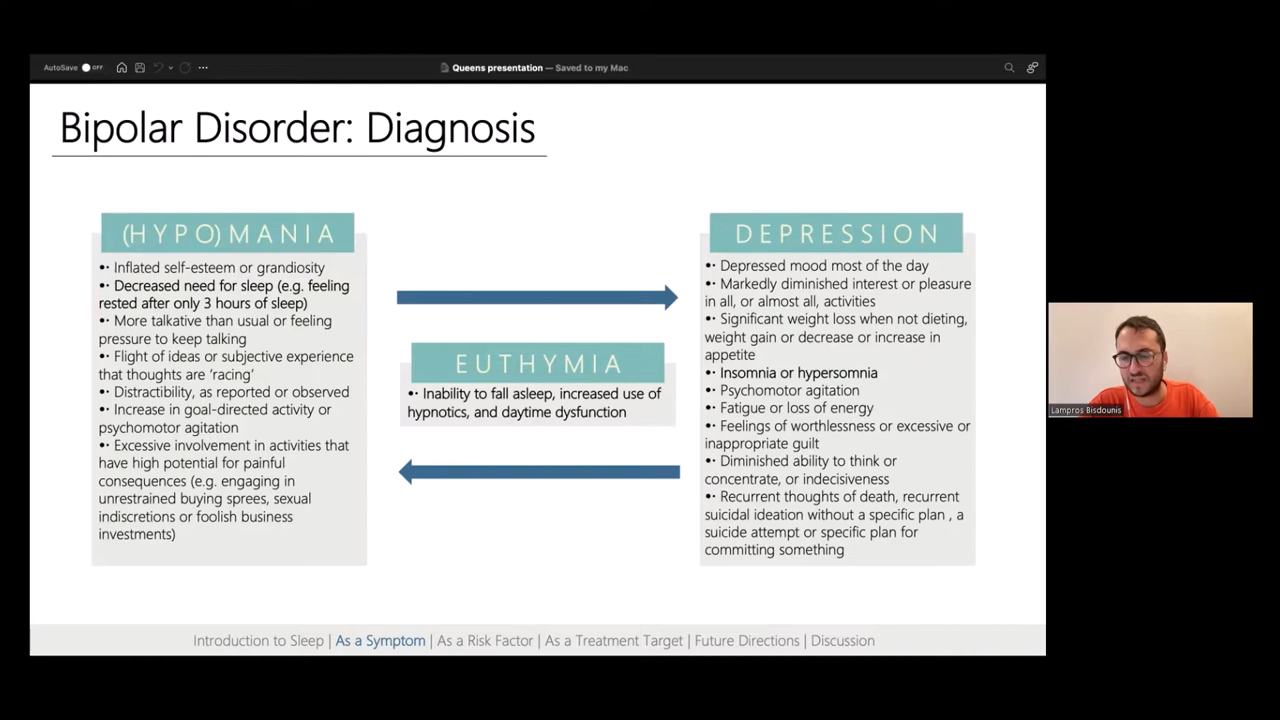 AutoSave OFF
Queens presentation — Saved to my Mac
Bipolar Disorder: Diagnosis
(HYPO)MANIA
•· Inflated self-esteem or grandiosity
•· Decreased need for sleep (e.g. feeling
rested after only 3 hours of sleep)
•· More talkative than usual or feeling
pressure to keep talking
•· Flight of ideas or subjective experience
that thoughts are ‘racing’
•· Distractibility, as reported or observed
•· Increase in goal-directed activity or
psychomotor agitation
•· Excessive involvement in activities that
have high potential for painful
consequences (e.g. engaging in
unrestrained buying sprees, sexual
indiscretions or foolish business
investments)
EUTHYMIA
•· Inability to fall asleep, increased use of
hypnotics, and daytime dysfunction
DEPRESSION
•· Depressed mood most of the day
•· Markedly diminished interest or pleasure
in all, or almost all, activities
•· Significant weight loss when not dieting,
weight gain or decrease or increase in
appetite
•· Insomnia or hypersomnia
•· Psychomotor agitation
•· Fatigue or loss of energy
•· Feelings of worthlessness or excessive or
inappropriate guilt
•· Diminished ability to think or
concentrate, or indecisiveness
•· Recurrent thoughts of death, recurrent
suicidal ideation without a specific plan , a
suicide attempt or specific plan for
committing something
Lampros Bisdounis
Introduction to Sleep | As a Symptom | As a Risk Factor | As a Treatment Target | Future Directions | Discussion